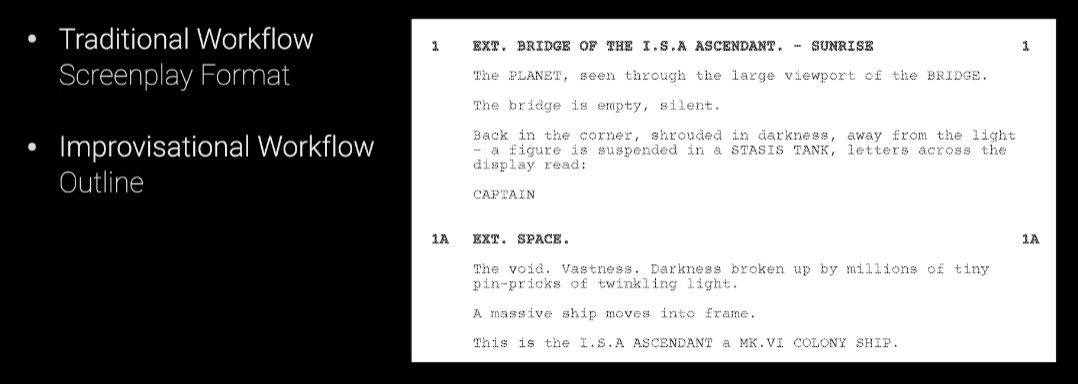 • Traditional Workflow
Screenplay Format
• Improvisational Workflow
Outline
1 EXT. BRIDGE OF THE I.S.A ASCENDANT. - SUNRISE 1
The PLANET, seen through the large viewport of the BRIDGE.
The bridge is empty, silent.
Back in the corner, shrouded in darkness, away from the light
- a figure is suspended in a STASIS TANK, letters across the
display read:
CAPTAIN
1A EXT. SPACE. 1A
The void. Vastness. Darkness broken up by millions of tiny
pin-pricks of twinkling light.
A massive ship moves into frame.
This is the I.S.A ASCENDANT a MK.VI COLONY SHIP.